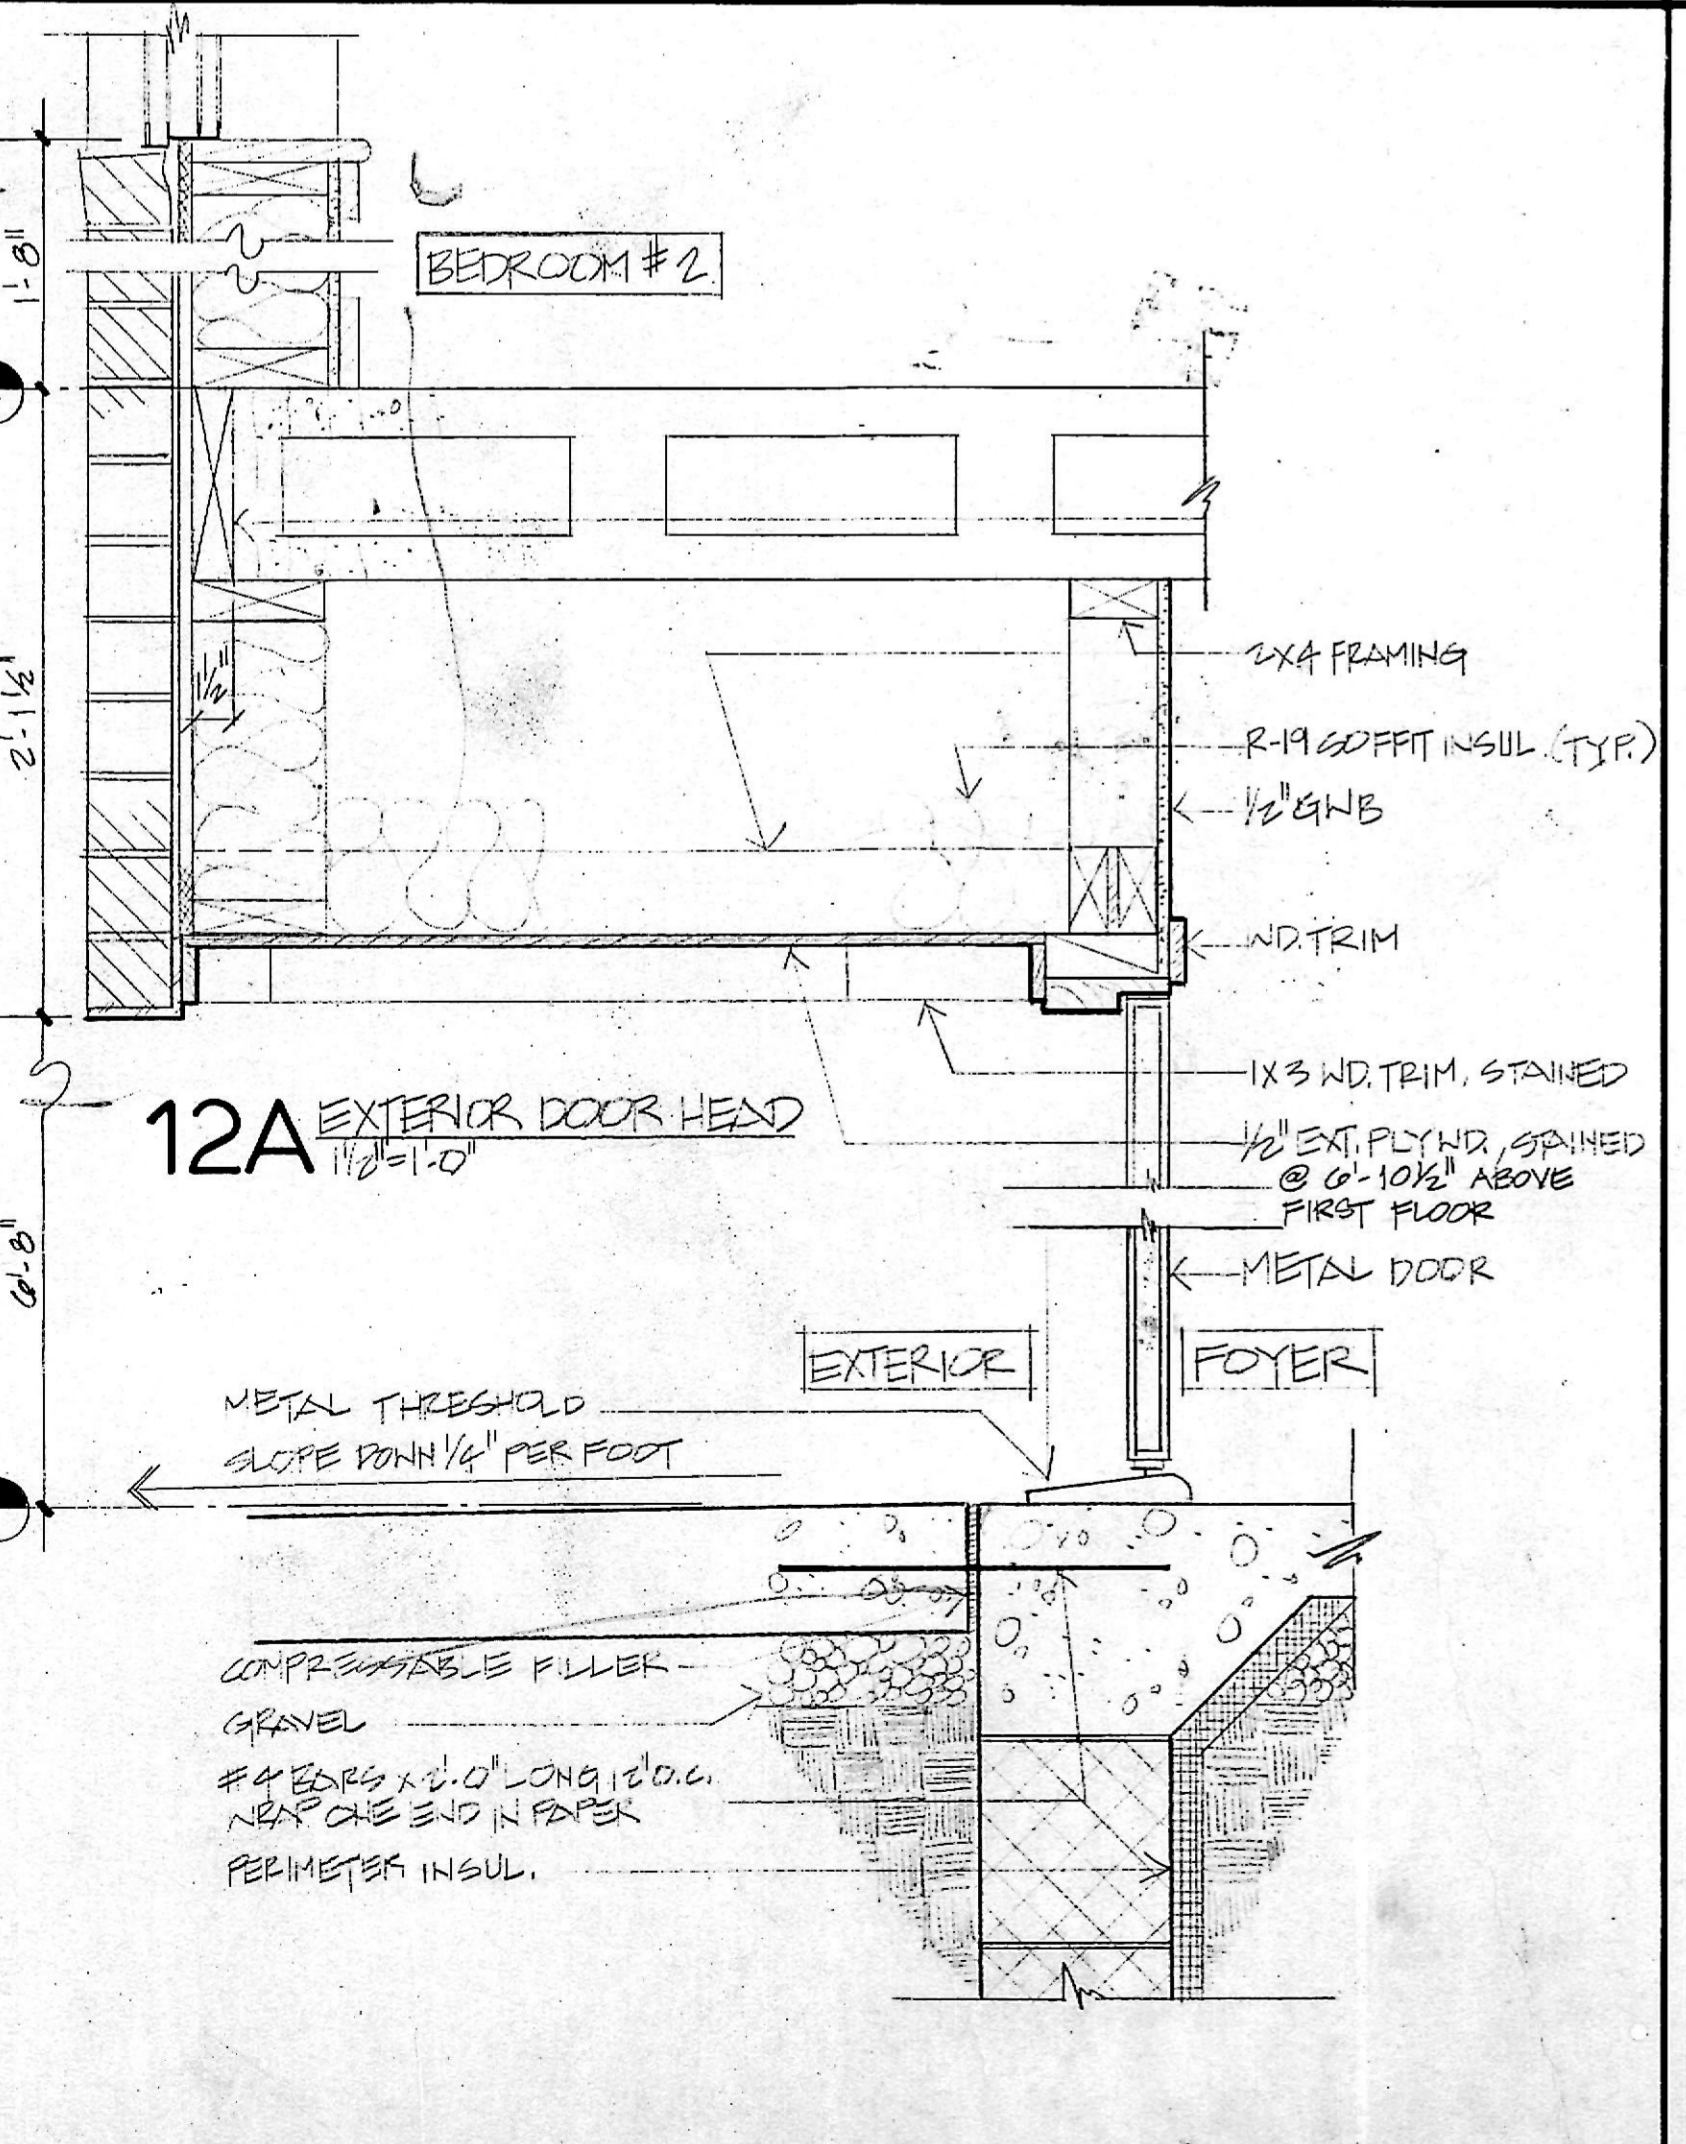 1'-8"
BEDROOM #2
2'-1½"
1½"
2X4 FRAMING
R-19 SOFFIT INSUL. (TYP.)
½" GWB
WD. TRIM
1X3 WD. TRIM, STAINED
12A EXTERIOR DOOR HEAD
1½"=1'-0"
½" EXT. PLYWD., STAINED
@ 6'-10½" ABOVE
FIRST FLOOR
6'-8"
METAL DOOR
EXTERIOR
FOYER
METAL THRESHOLD
SLOPE DOWN ¼" PER FOOT
COMPRESSABLE FILLER
GRAVEL
#4 BARS X 2'-0" LONG 12" O.C.
WRAP ONE END IN PAPER
PERIMETER INSUL.